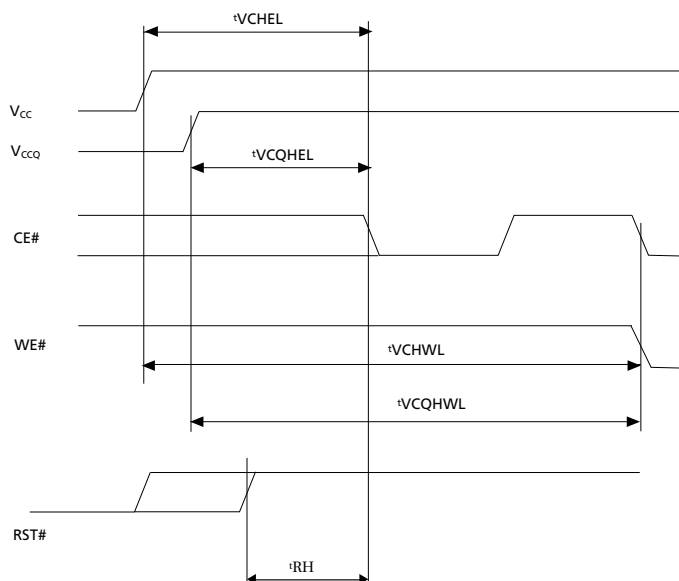 tVCHEL
VCC
VCCQ
tVCQHEL
CE#
WE#
tVCHWL
tVCQHWL
RST#
tRH